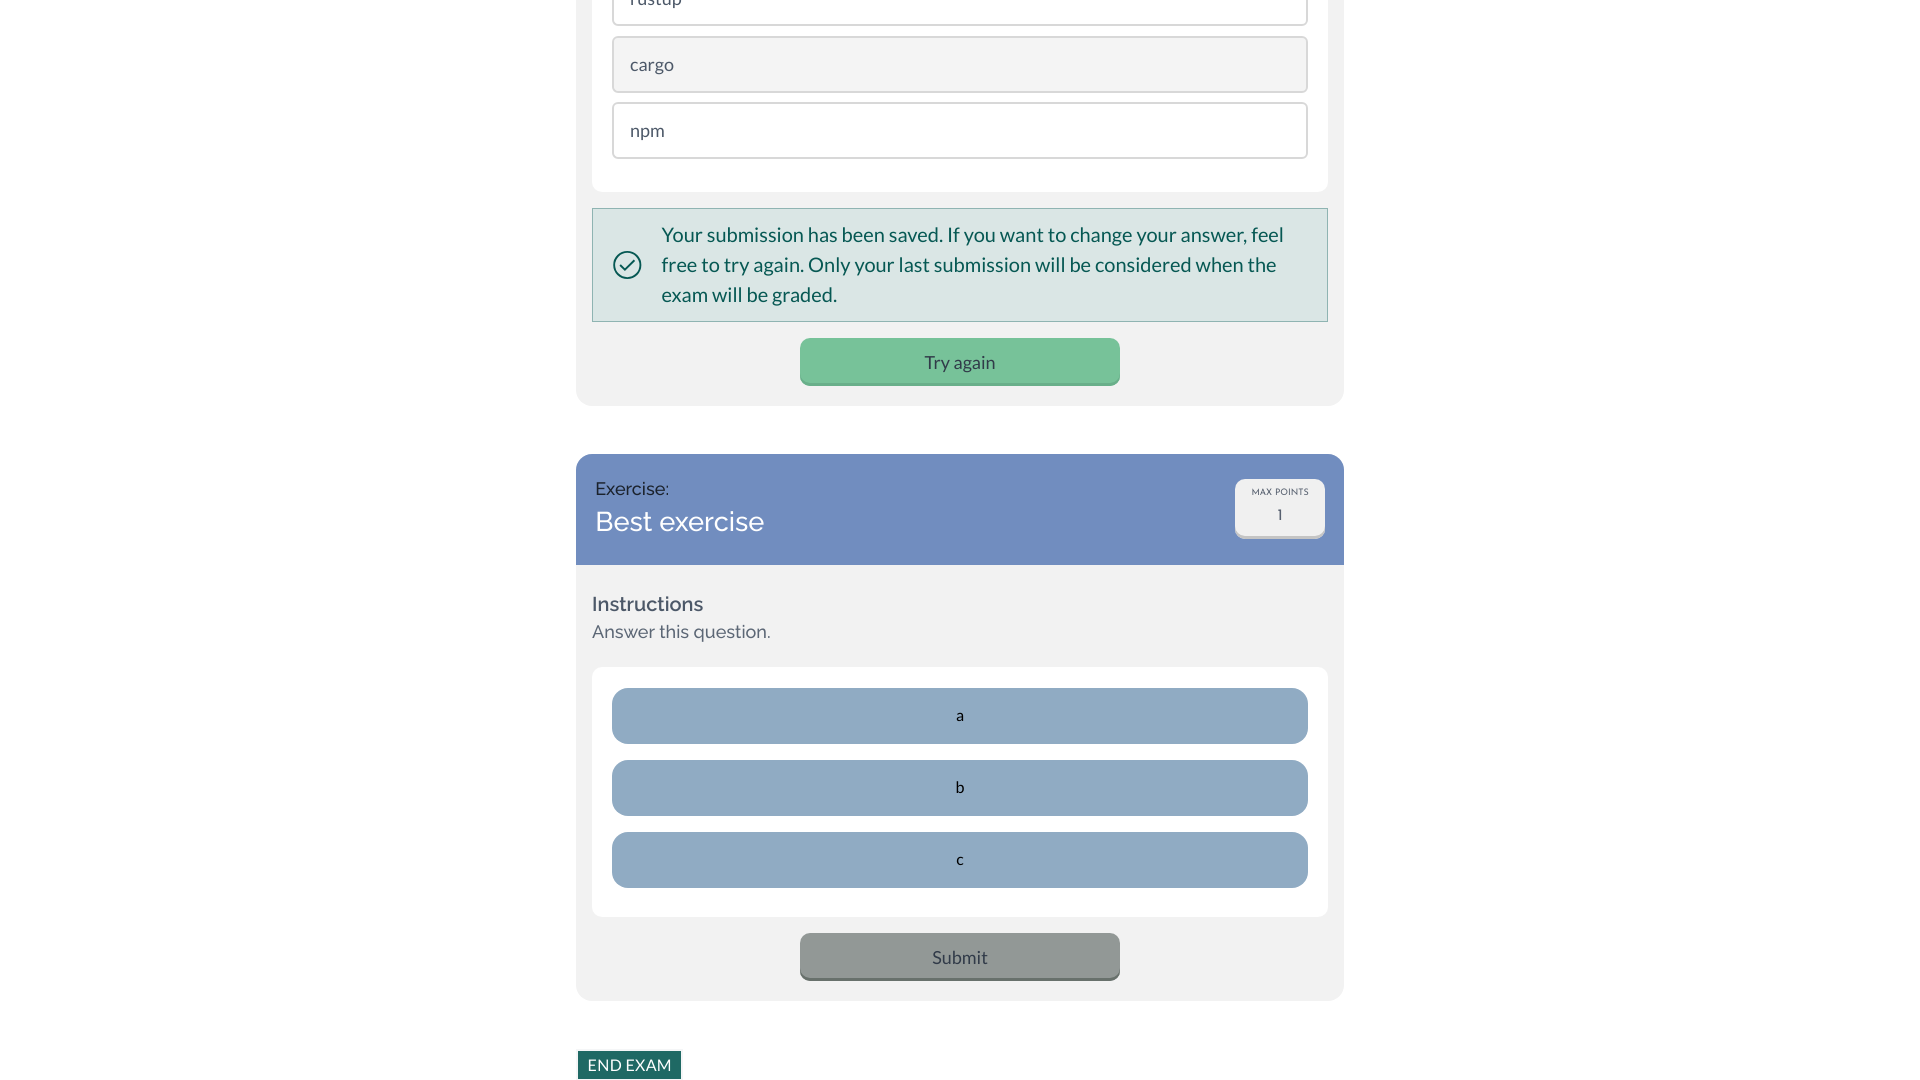 rustup
cargo
npm
Your submission has been saved. If you want to change your answer, feel
free to try again. Only your last submission will be considered when the
exam will be graded.
Try again
Exercise:
Best exercise
MAX POINTS
1
Instructions
Answer this question.
a
b
c
Submit
END EXAM